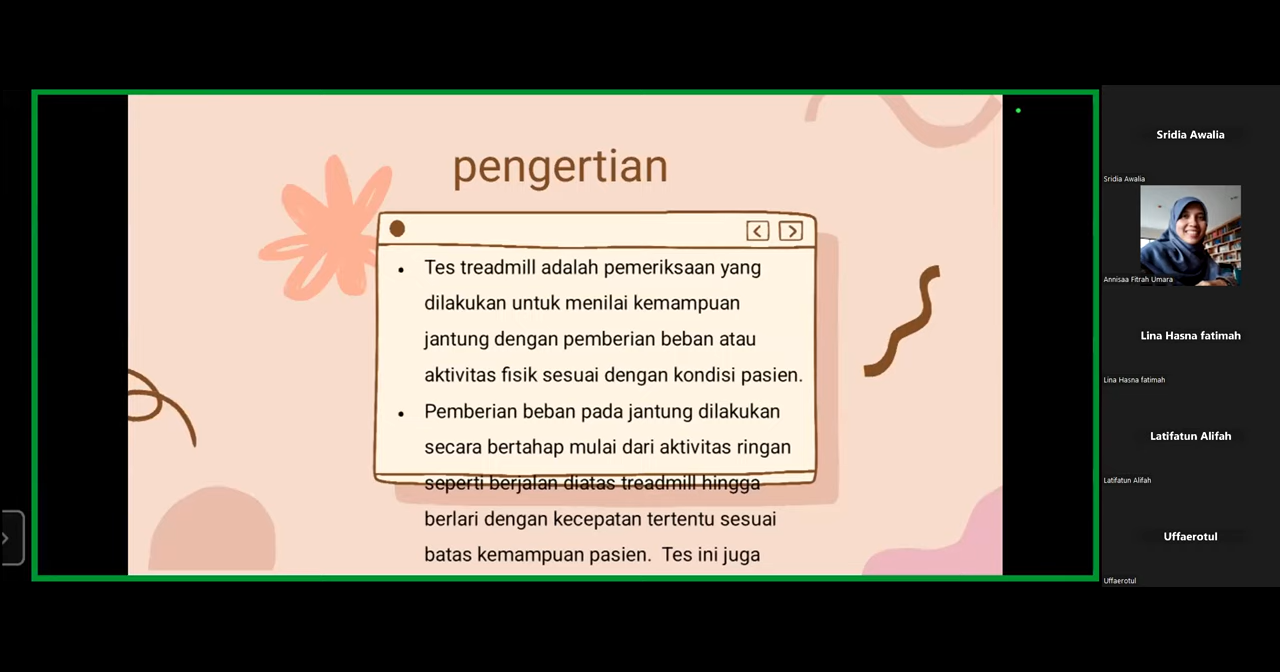 pengertian
• Tes treadmill adalah pemeriksaan yang
dilakukan untuk menilai kemampuan
jantung dengan pemberian beban atau
aktivitas fisik sesuai dengan kondisi pasien.
• Pemberian beban pada jantung dilakukan
secara bertahap mulai dari aktivitas ringan
seperti berjalan diatas treadmill hingga
berlari dengan kecepatan tertentu sesuai
batas kemampuan pasien. Tes ini juga
Sridia Awalia
Sridia Awalia
Annisaa Fitrah Umara
Lina Hasna fatimah
Lina Hasna fatimah
Latifatun Alifah
Latifatun Alifah
Uffaerotul
Uffaerotul